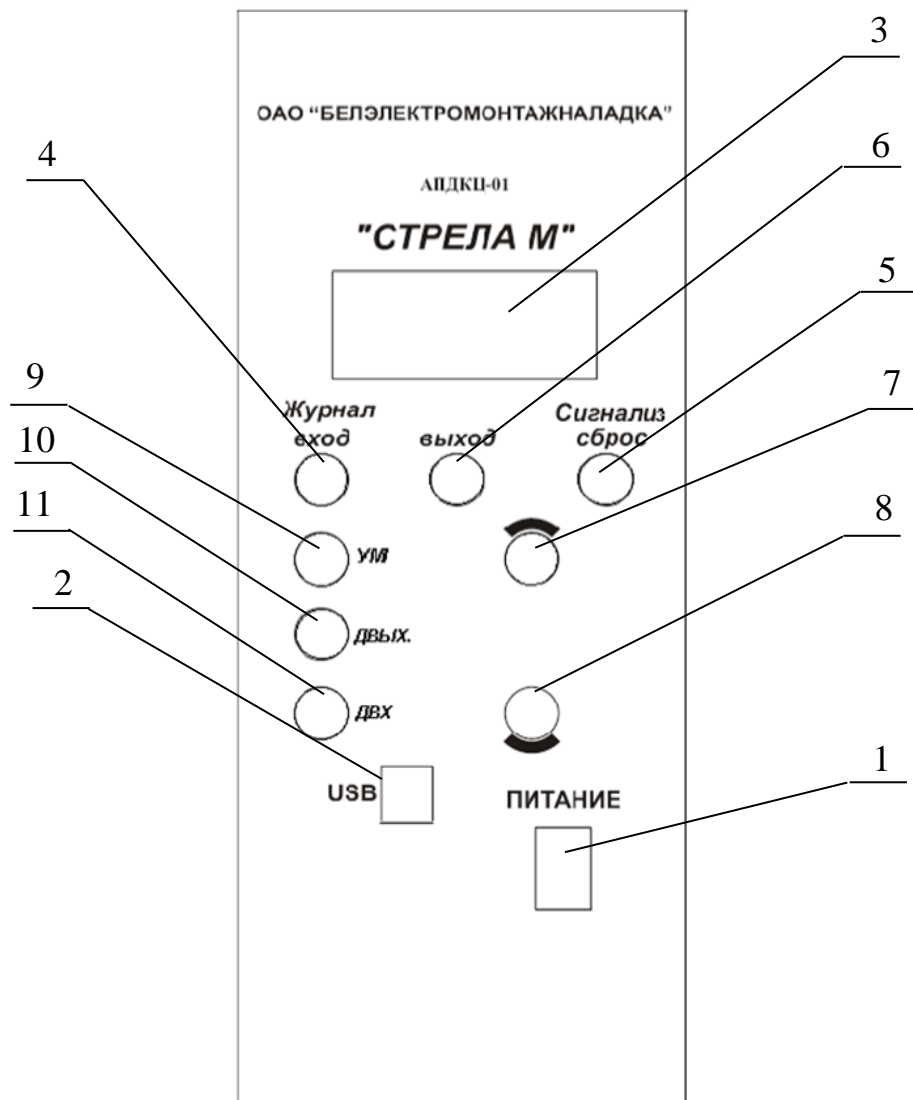 3
ОАО “БЕЛЭЛЕКТРОМОНТАЖНАЛАДКА”
4
6
АПДКЦ-01
"СТРЕЛА М"
5
9
Журнал
вход
выход
Сигнализ
сброс
7
10
11
УМ
8
2
ДВЫХ.
ДВХ
1
USB
ПИТАНИЕ